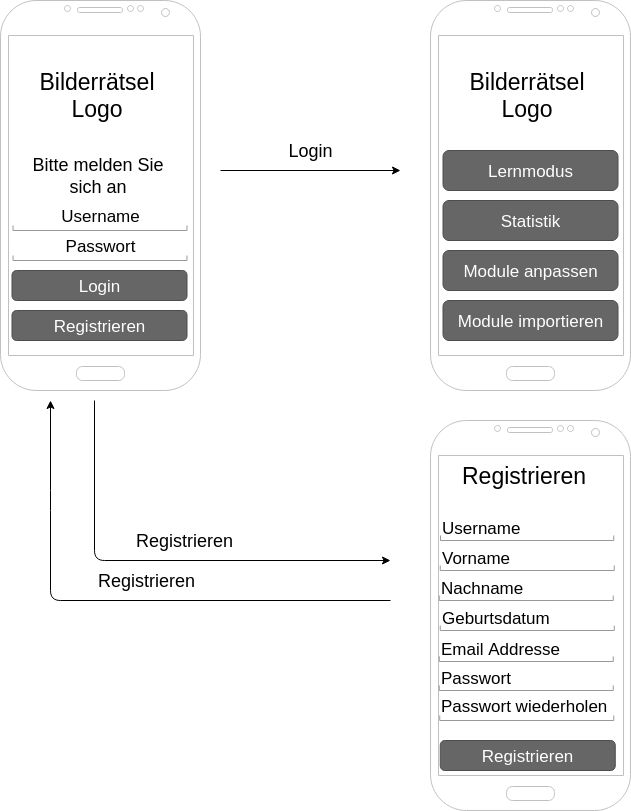 Bilderrätsel
Logo
Bitte melden Sie
sich an
Username
Passwort
Login
Registrieren
Login
Bilderrätsel
Logo
Lernmodus
Statistik
Module anpassen
Module importieren
Registrieren
Registrieren
Registrieren
Username
Vorname
Nachname
Geburtsdatum
Email Addresse
Passwort
Passwort wiederholen
Registrieren